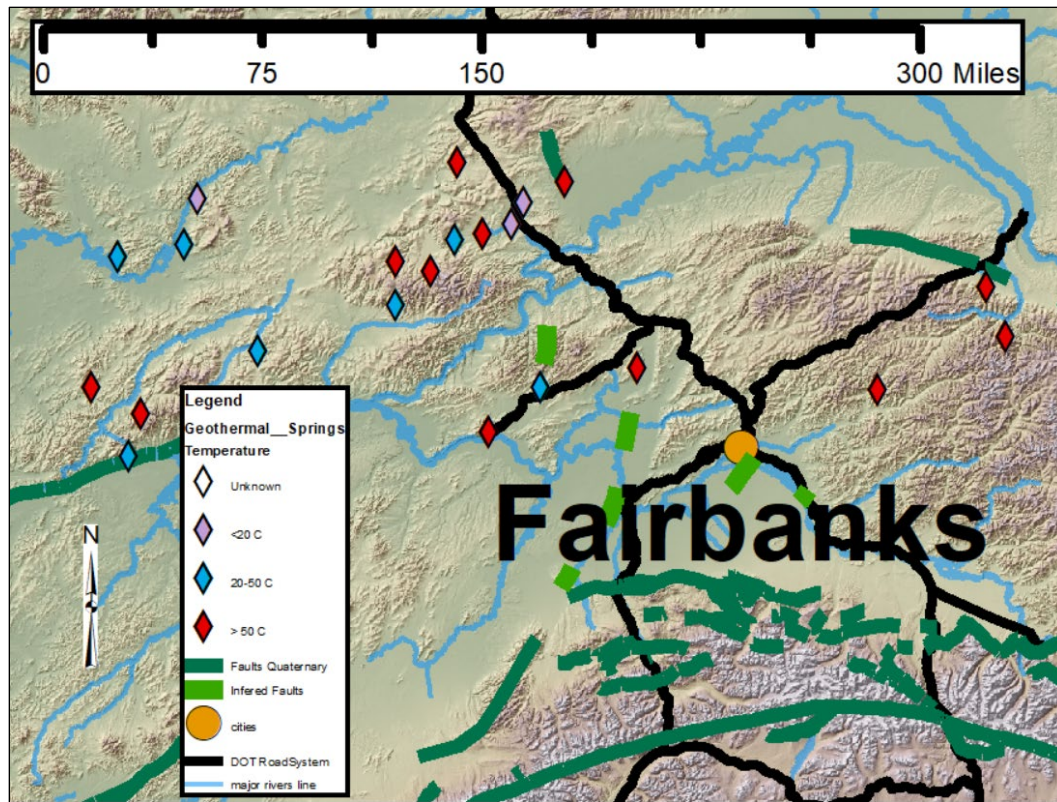 0 75 150 300 Miles
Fairbanks
N
Legend
Geothermal__Springs
Temperature
Unknown
<20 C
20-50 C
> 50 C
Faults Quaternary
Infered Faults
cities
DOT RoadSystem
major rivers line